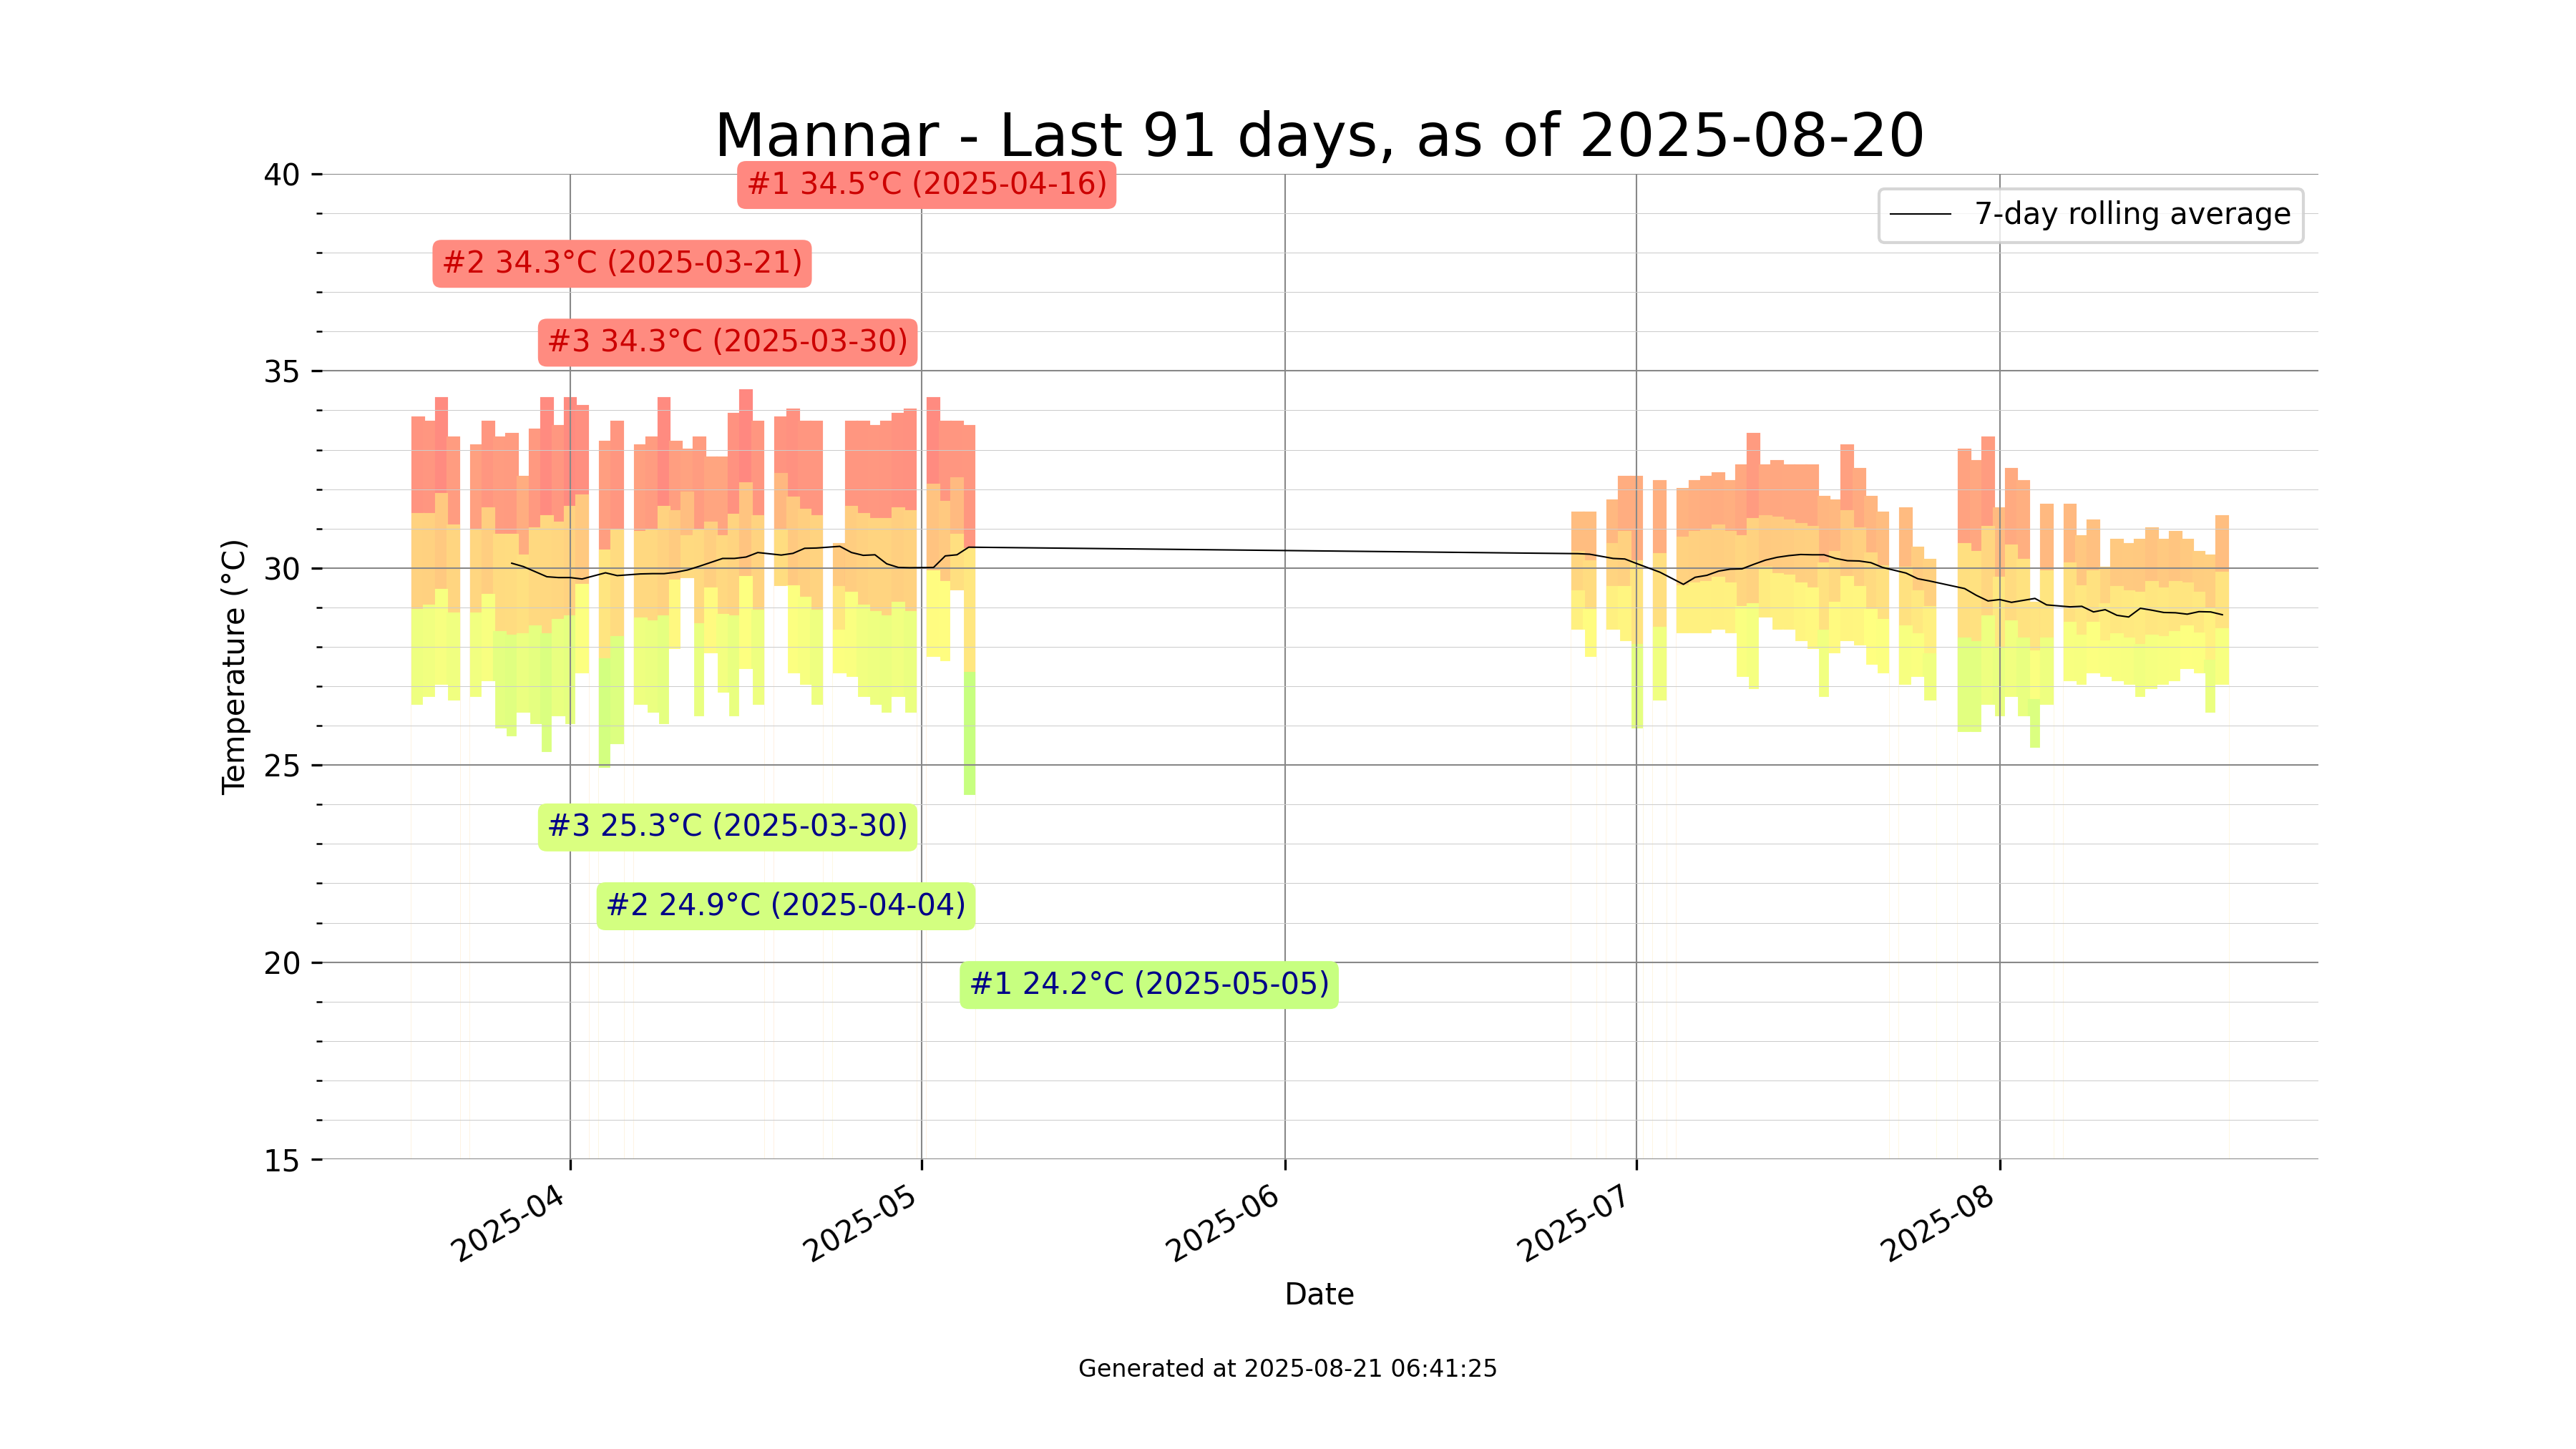 Mannar - Last 91 days, as of 2025-08-20
40
#1 34.5°C (2025-04-16)
7-day rolling average
#2 34.3°C (2025-03-21)
#3 34.3°C (2025-03-30)
35
30
Temperature (°C)
25
#3 25.3°C (2025-03-30)
#2 24.9°C (2025-04-04)
20
#1 24.2°C (2025-05-05)
15
2025-04
2025-05
2025-06
2025-07
2025-08
Date
Generated at 2025-08-21 06:41:25